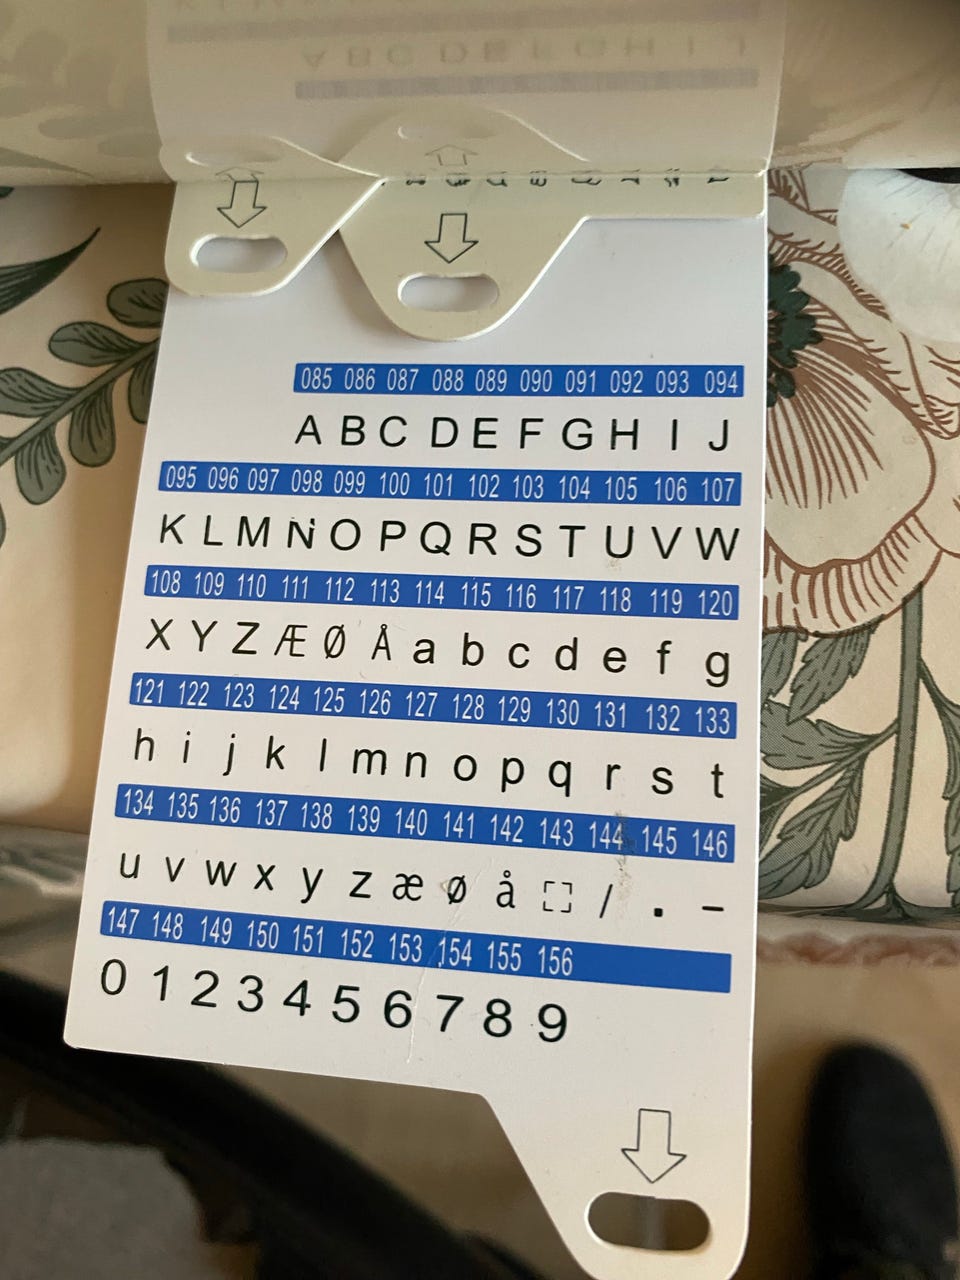 085 086 087 088 089 090 091 092 093 094
A B C D E F G H I J
095 096 097 098 099 100 101 102 103 104 105 106 107
K L M N O P Q R S T U V W
108 109 110 111 112 113 114 115 116 117 118 119 120
X Y Z Æ Ø Å a b c d e f g
121 122 123 124 125 126 127 128 129 130 131 132 133
h i j k l m n o p q r s t
134 135 136 137 138 139 140 141 142 143 144 145 146
u v w x y z æ ø å / . -
147 148 149 150 151 152 153 154 155 156
0 1 2 3 4 5 6 7 8 9